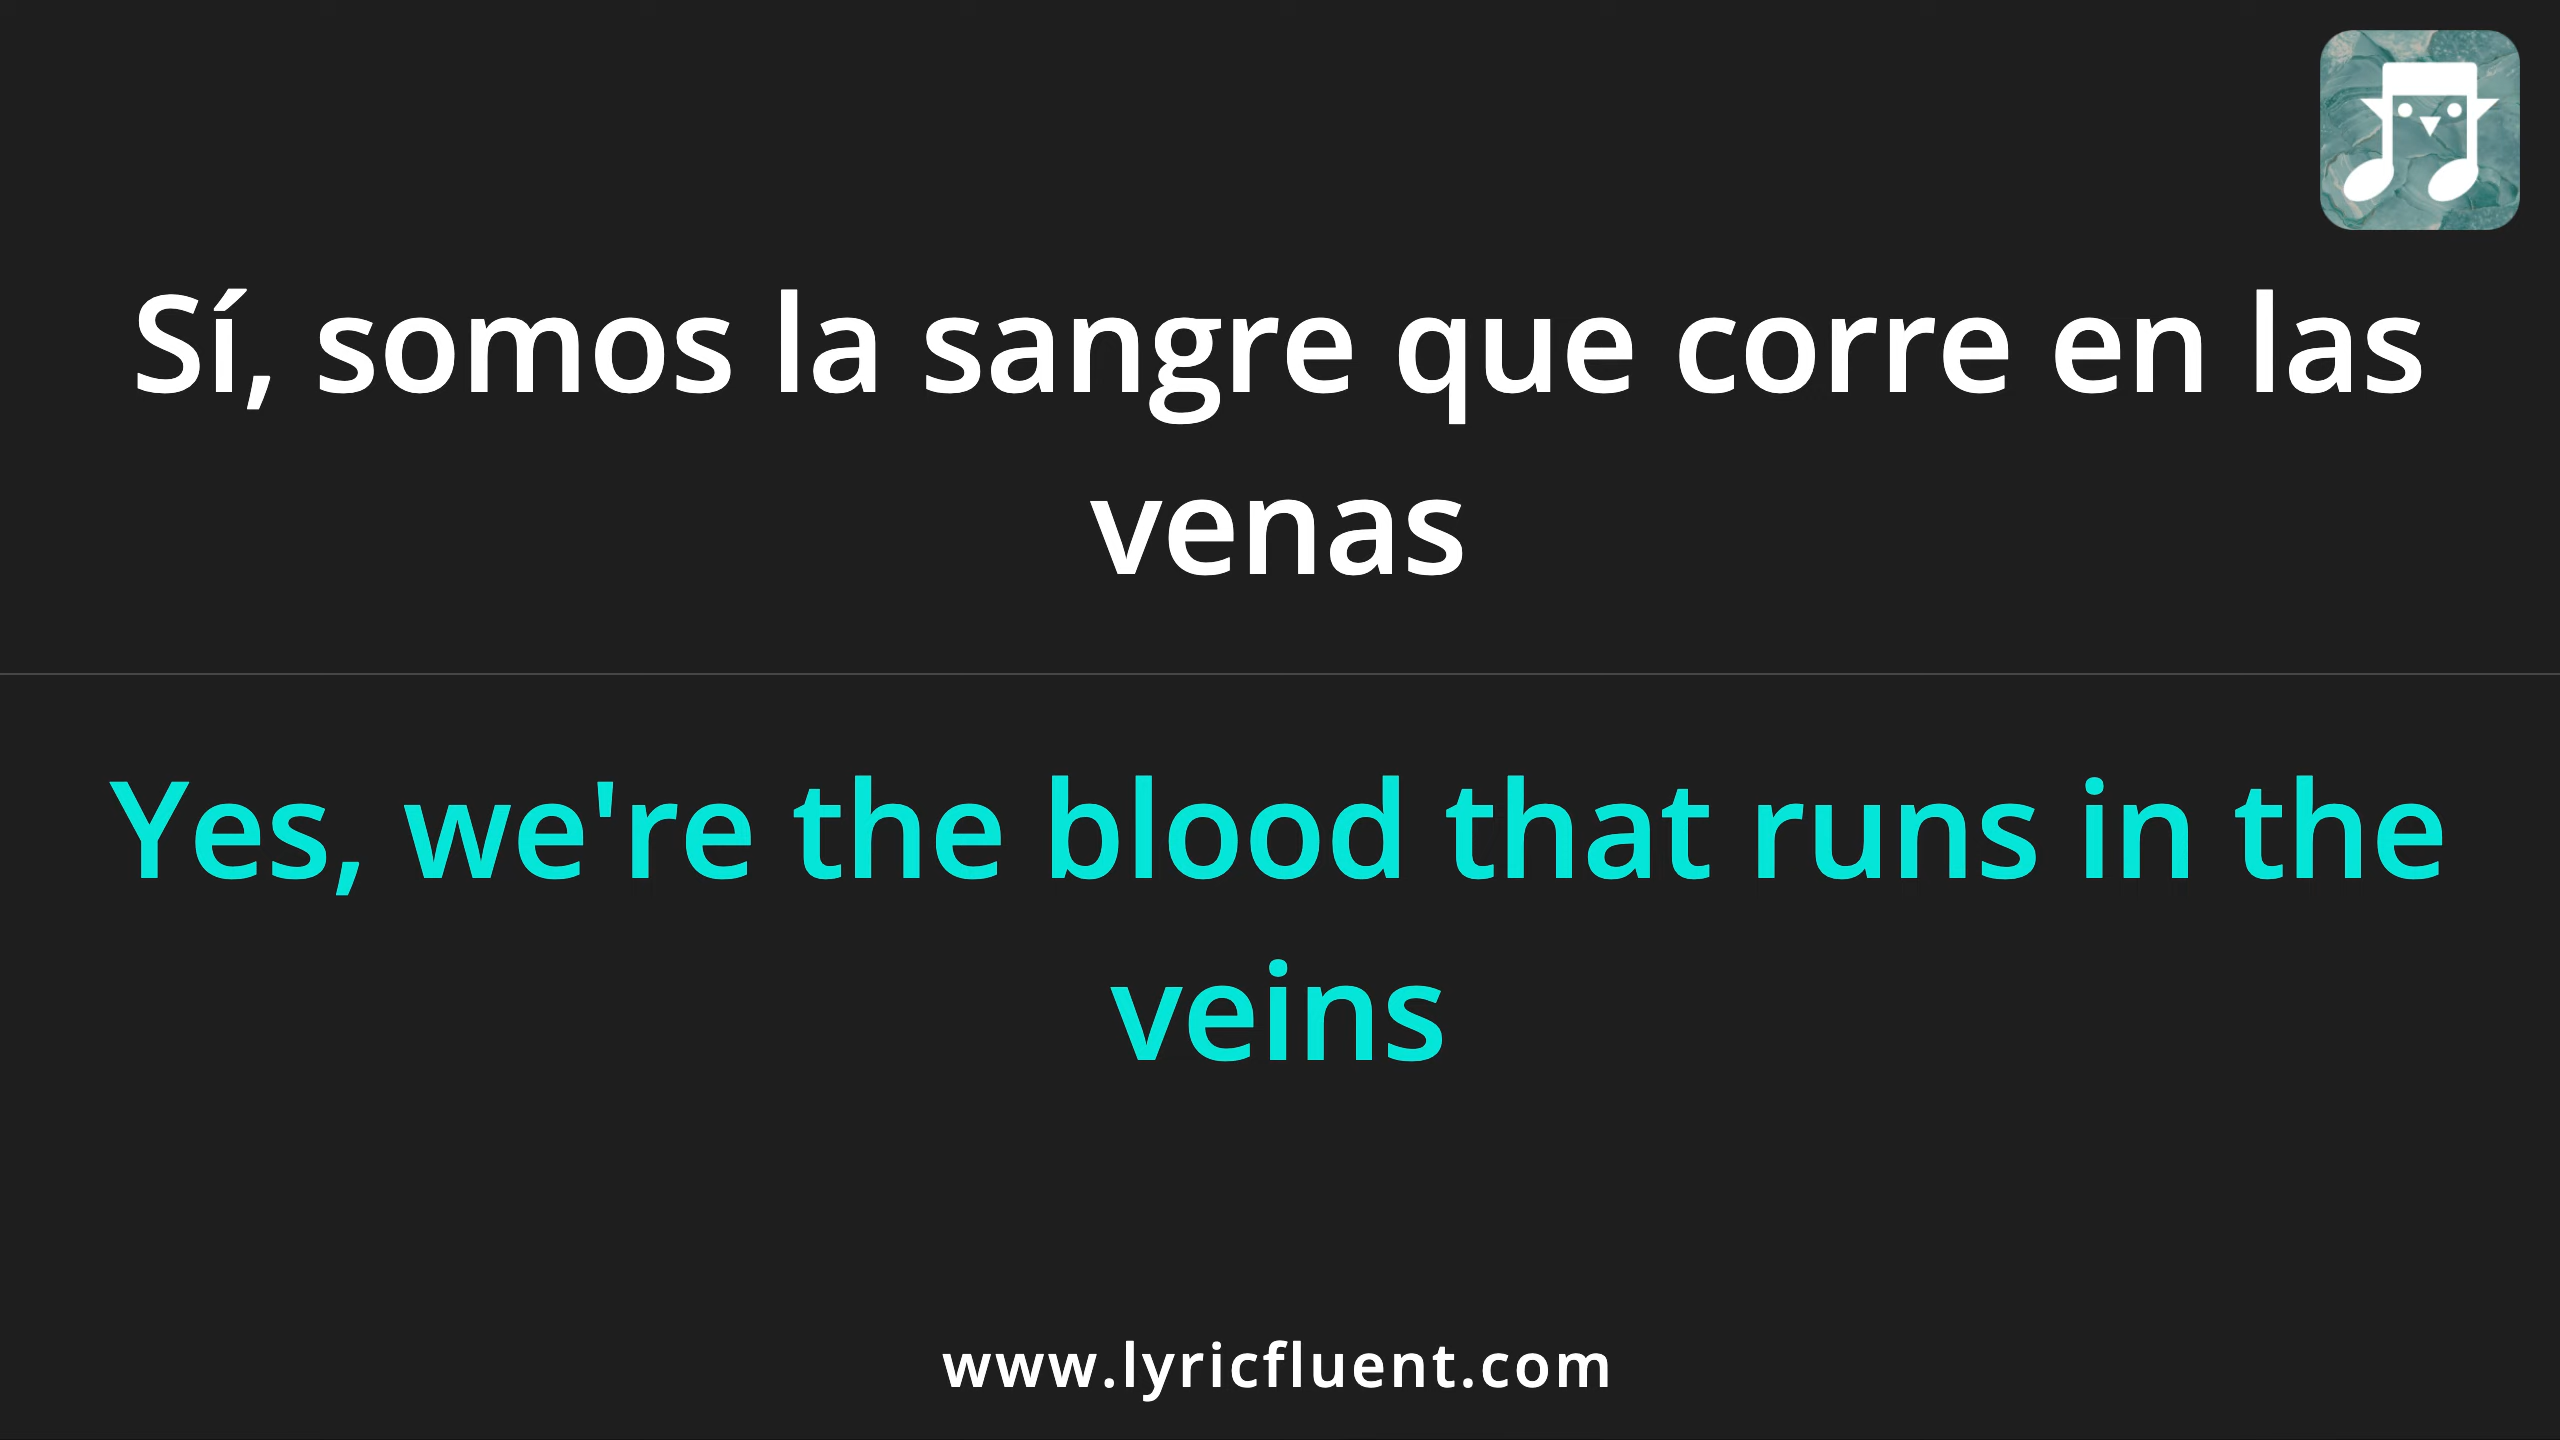 Sí, somos la sangre que corre en las
venas
Yes, we're the blood that runs in the
veins
www.lyricfluent.com